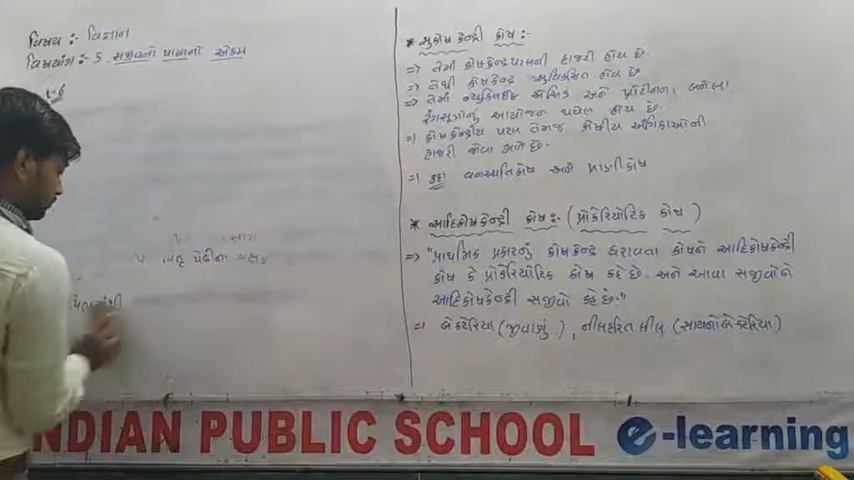 વિષય :- વિજ્ઞાન
વિષયાંગ :- 5. સજીવનો પાયાનો એકમ
* સુકોષકેન્દ્રી કોષ :-
=> તેમાં કોષકેન્દ્રપટલની હાજરી હોય છે
=> તેથી કોષકેન્દ્ર સુવિકસિત હોય છે
=> તેમાં ન્યુક્લિઈક એસિડ અને પ્રોટીનના બનેલા
રંગસૂત્રોનું આયોજન થયેલ હોય છે.
=> કોષકેન્દ્રીય પટલ તેમજ કોષીય અંગિકાઓની
હાજરી જોવા મળે છે.
=> ઉદા વનસ્પતિકોષ અને પ્રાણીકોષ
* આદિકોષકેન્દ્રી કોષ :- (પ્રોકેરિયોટિક કોષ)
=> "પ્રાથમિક પ્રકારનું કોષકેન્દ્ર ધરાવતા કોષને આદિકોષકેન્દ્રી
કોષ કે પ્રોકેરિયોટિક કોષ કહે છે. અને આવા સજીવોને
આદિકોષકેન્દ્રી સજીવો કહે છે."
=> બેક્ટેરિયા (જીવાણું), નીલહરિત લીલ (સાયનોબેક્ટેરિયા)
INDIAN PUBLIC SCHOOL e-learning